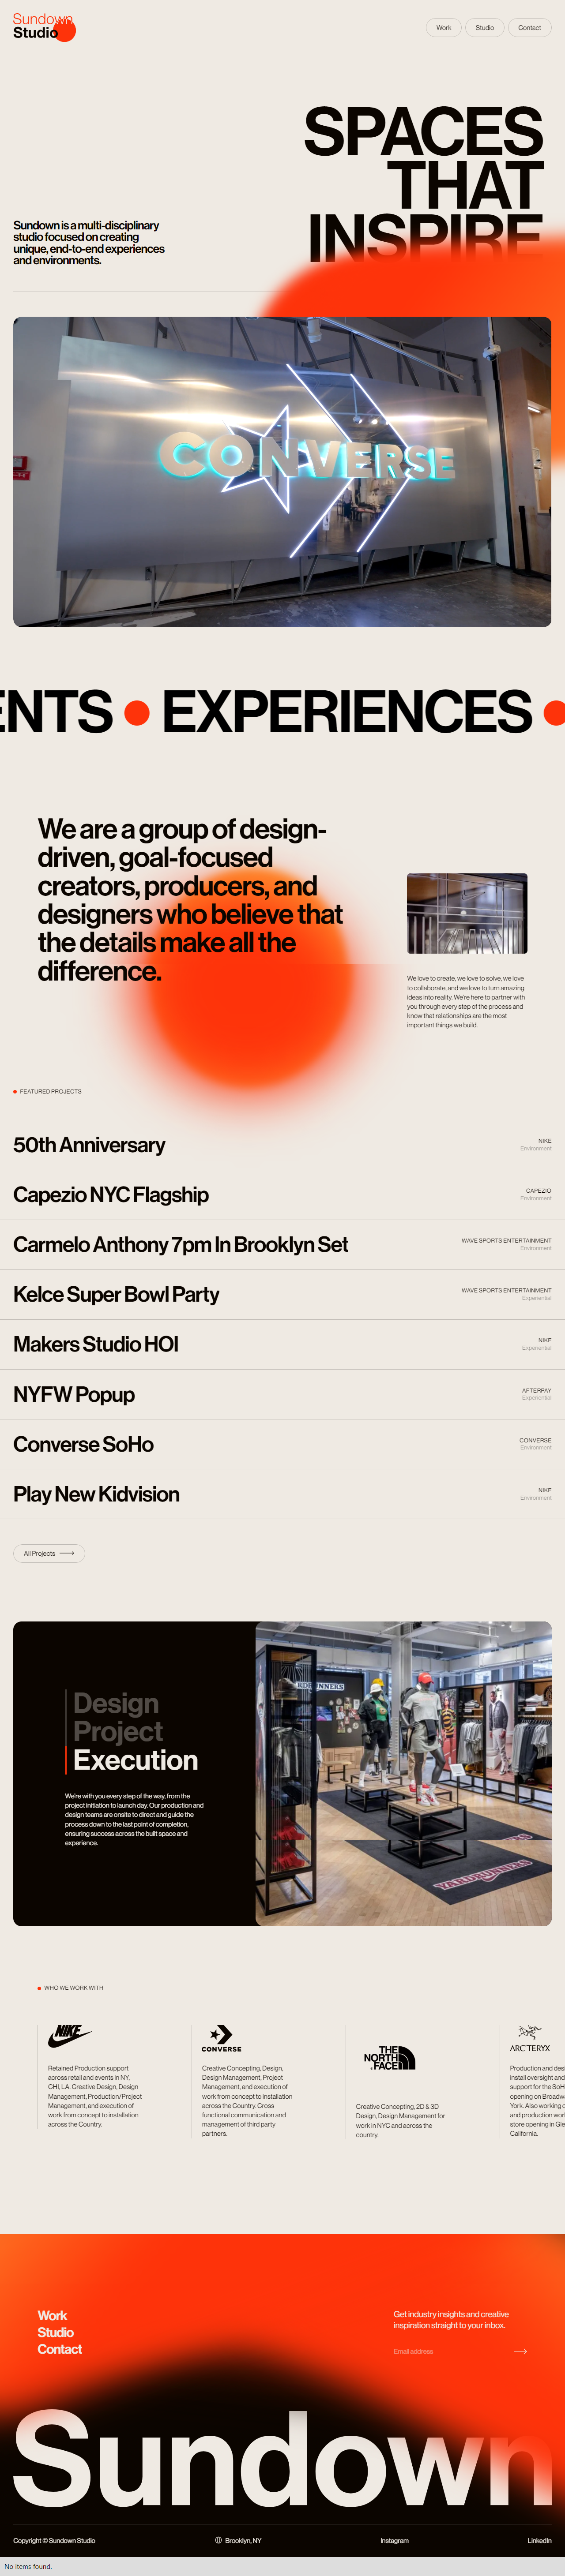 Sundown
Studio
Work
Studio
Contact
SPACES
THAT
INSPIRE
Sundown is a multi-disciplinary
studio focused on creating
unique, end-to-end experiences
and environments.
CONVERSE
ENTS
EXPERIENCES
We are a group of design-
driven, goal-focused
creators, producers, and
designers who believe that
the details make all the
difference.
We love to create, we love to solve, we love
to collaborate, and we love to turn amazing
ideas into reality. We're here to partner with
you through every step of the process and
know that relationships are the most
important things we build.
FEATURED PROJECTS
50th Anniversary
NIKE
Environment
Capezio NYC Flagship
CAPEZIO
Environment
Carmelo Anthony 7pm In Brooklyn Set
WAVE SPORTS ENTERTAINMENT
Environment
Kelce Super Bowl Party
WAVE SPORTS ENTERTAINMENT
Experiential
Makers Studio HOI
NIKE
Experiential
NYFW Popup
AFTERPAY
Experiential
Converse SoHo
CONVERSE
Environment
Play New Kidvision
NIKE
Environment
All Projects
Design
Project
Execution
We're with you every step of the way, from the
project initiation to launch day. Our production and
design teams are onsite to direct and guide the
process down to the last point of completion,
ensuring success across the built space and
experience.
YARDRUNNERS
WHO WE WORK WITH
NIKE
Retained Production support
across retail and events in NY,
CHI, LA. Creative Design, Design
Management, Production/Project
Management, and execution of
work from concept to installation
across the Country.
CONVERSE
Creative Concepting, Design,
Design Management, Project
Management, and execution of
work from concept to installation
across the Country. Cross
functional communication and
management of third party
partners.
THE
NORTH
FACE
Creative Concepting, 2D & 3D
Design, Design Management for
work in NYC and across the
country.
ARC'TERYX
Production and desi
install oversight and
support for the SoH
opening on Broadw
York. Also working o
and production wor
store opening in Gle
California.
Work
Studio
Contact
Get industry insights and creative
inspiration straight to your inbox.
Email address
Sundown
Copyright © Sundown Studio
Brooklyn, NY
Instagram
LinkedIn
No items found.